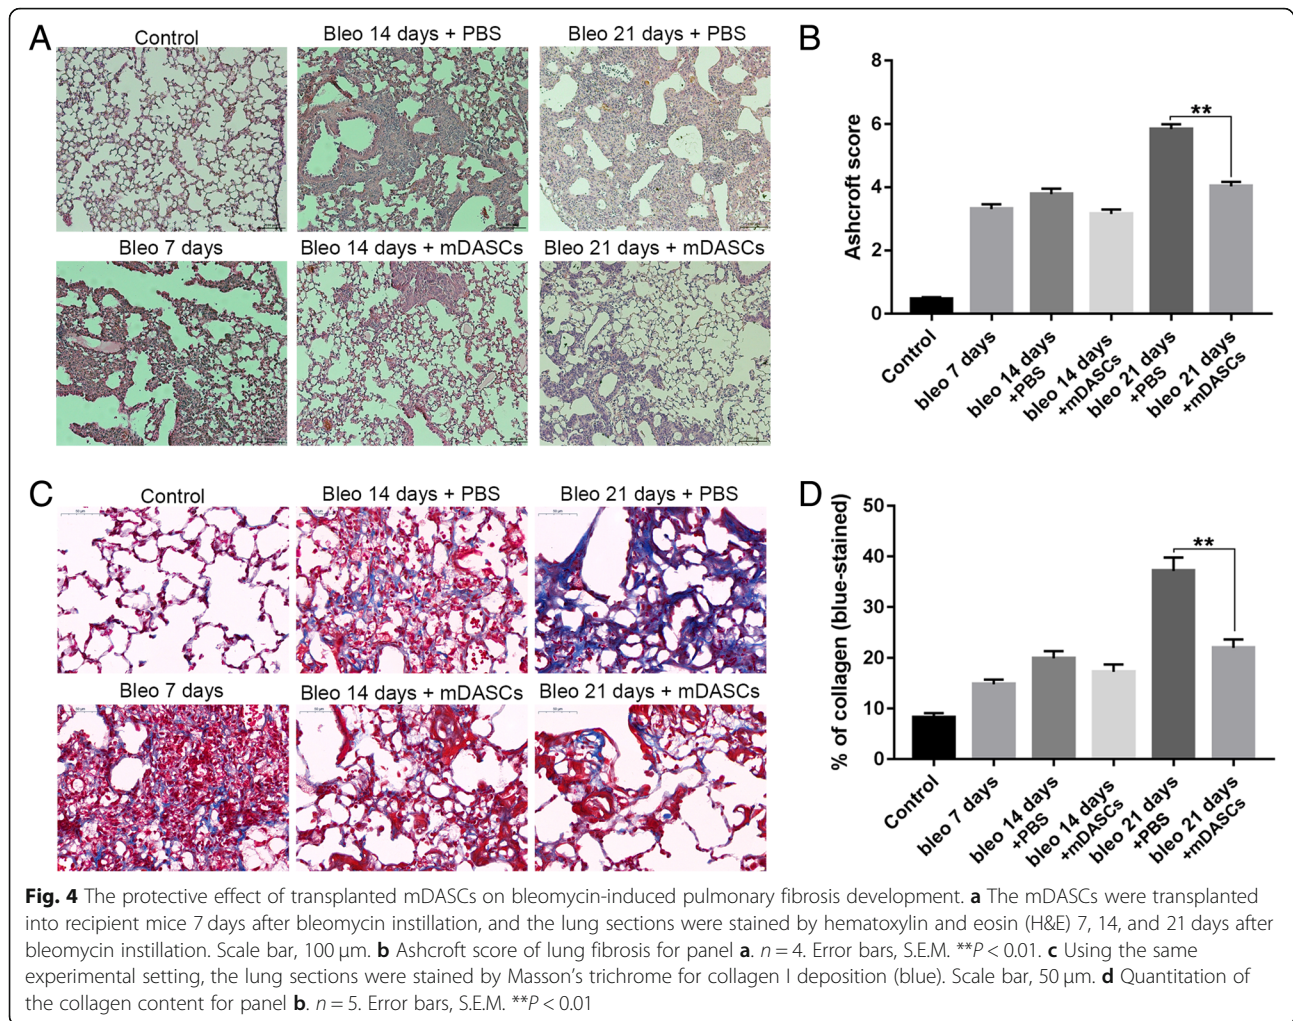 A
Control
Bleo 14 days + PBS
Bleo 21 days + PBS
Bleo 7 days
Bleo 14 days + mDASCs
Bleo 21 days + mDASCs
B
Ashcroft score
8
6
4
2
0
**
Control
bleo 7 days
bleo 14 days
+PBS
bleo 14 days
+mDASCs
bleo 21 days
+PBS
bleo 21 days
+mDASCs
C
Control
Bleo 14 days + PBS
Bleo 21 days + PBS
Bleo 7 days
Bleo 14 days + mDASCs
Bleo 21 days + mDASCs
D
% of collagen (blue-stained)
50
40
30
20
10
0
**
Control
bleo 7 days
bleo 14 days
+PBS
bleo 14 days
+mDASCs
bleo 21 days
+PBS
bleo 21 days
+mDASCs
Fig. 4 The protective effect of transplanted mDASCs on bleomycin-induced pulmonary fibrosis development. a The mDASCs were transplanted
into recipient mice 7 days after bleomycin instillation, and the lung sections were stained by hematoxylin and eosin (H&E) 7, 14, and 21 days after
bleomycin instillation. Scale bar, 100 μm. b Ashcroft score of lung fibrosis for panel a. n = 4. Error bars, S.E.M. **P < 0.01. c Using the same
experimental setting, the lung sections were stained by Masson's trichrome for collagen I deposition (blue). Scale bar, 50 μm. d Quantitation of
the collagen content for panel b. n = 5. Error bars, S.E.M. **P < 0.01